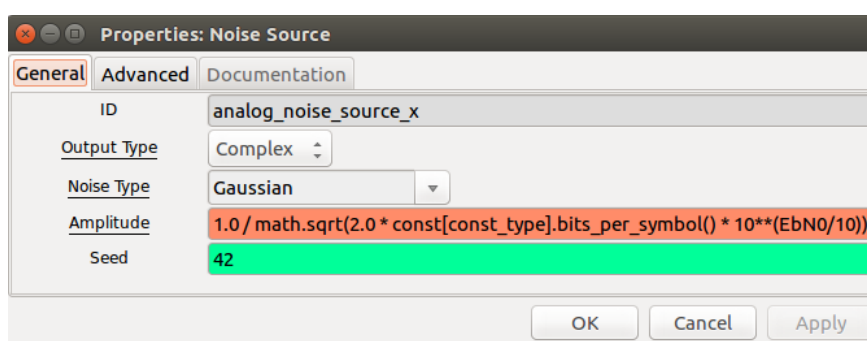 Properties: Noise Source
General Advanced Documentation
ID analog_noise_source_x
Output Type Complex
Noise Type Gaussian
Amplitude 1.0 / math.sqrt(2.0 * const[const_type].bits_per_symbol() * 10**(EbN0/10))
Seed 42
OK Cancel Apply